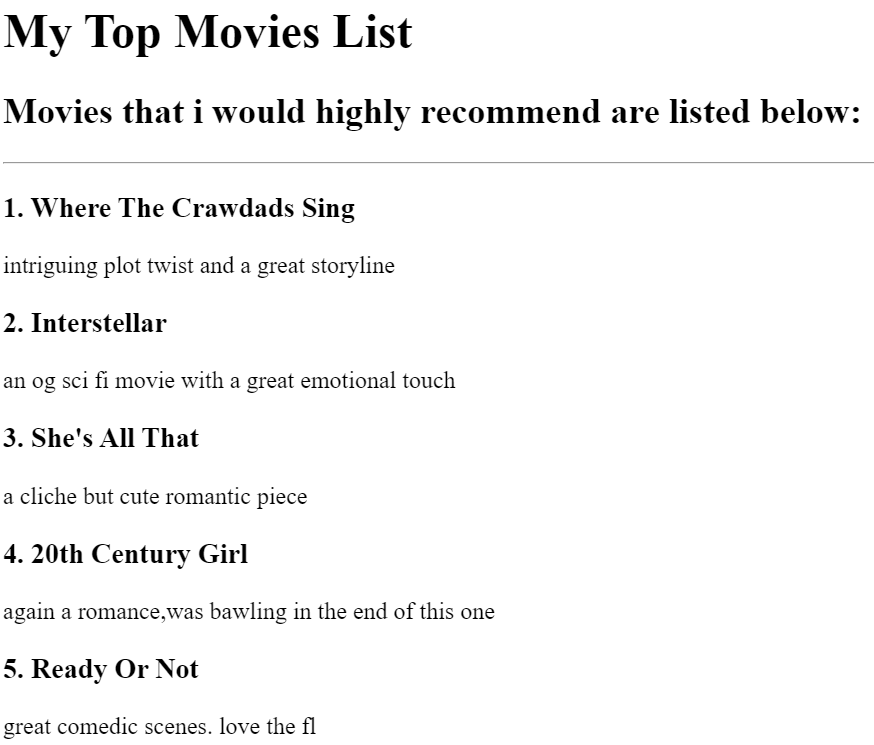 My Top Movies List
Movies that i would highly recommend are listed below:
1. Where The Crawdads Sing
intriguing plot twist and a great storyline
2. Interstellar
an og sci fi movie with a great emotional touch
3. She's All That
a cliche but cute romantic piece
4. 20th Century Girl
again a romance,was bawling in the end of this one
5. Ready Or Not
great comedic scenes. love the fl